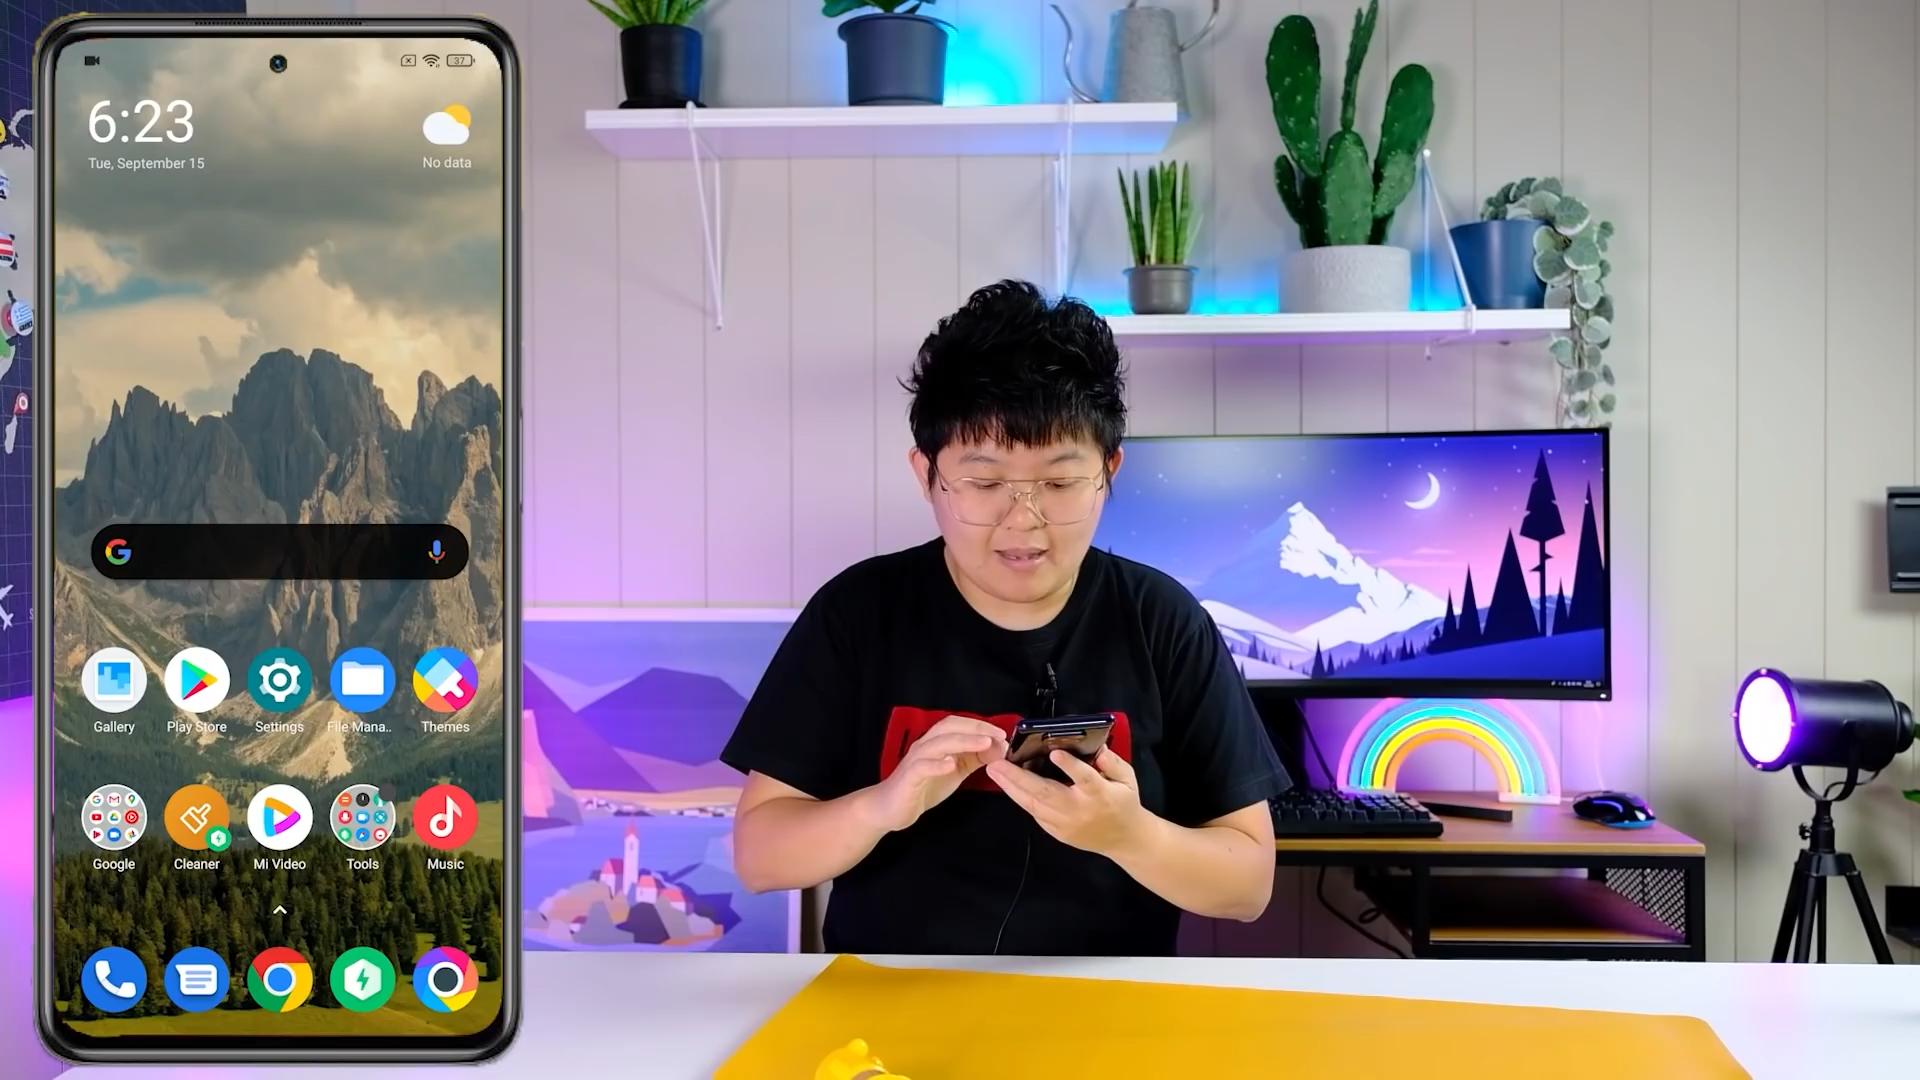 37
6:23
Tue, September 15
No data
Gallery
Play Store
Settings
File Mana..
Themes
Google
Cleaner
Mi Video
Tools
Music